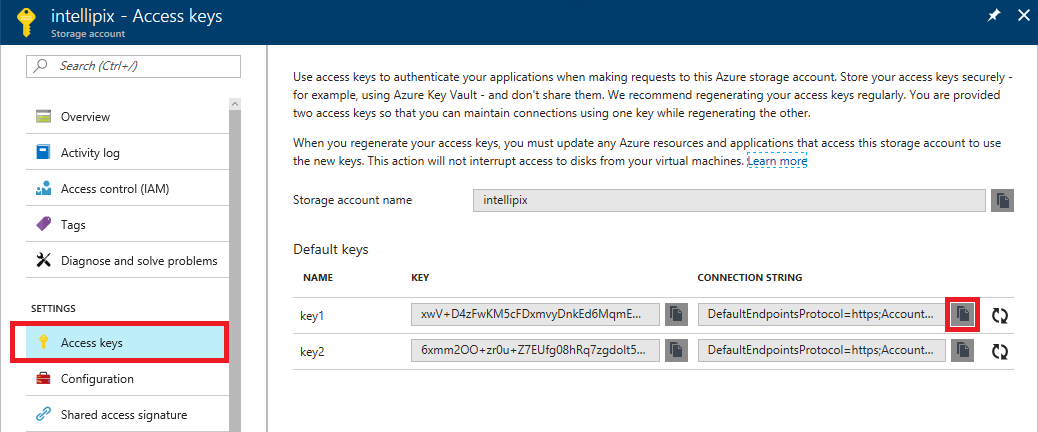 intellipix - Access keys
Storage account
Search (Ctrl+/)
Overview
Activity log
Access control (IAM)
Tags
Diagnose and solve problems
SETTINGS
Access keys
Configuration
Shared access signature
Use access keys to authenticate your applications when making requests to this Azure storage account. Store your access keys securely -
for example, using Azure Key Vault - and don't share them. We recommend regenerating your access keys regularly. You are provided
two access keys so that you can maintain connections using one key while regenerating the other.
When you regenerate your access keys, you must update any Azure resources and applications that access this storage account to use
the new keys. This action will not interrupt access to disks from your virtual machines. Learn more
Storage account name intellipix
Default keys
NAME KEY CONNECTION STRING
key1 xwV+D4zFwKM5cFDxmvyDnkEd6MqmE... DefaultEndpointsProtocol=https;Account...
key2 6xmm2OO+zr0u+Z7EUfg08hRq7zgdolt5... DefaultEndpointsProtocol=https;Account...